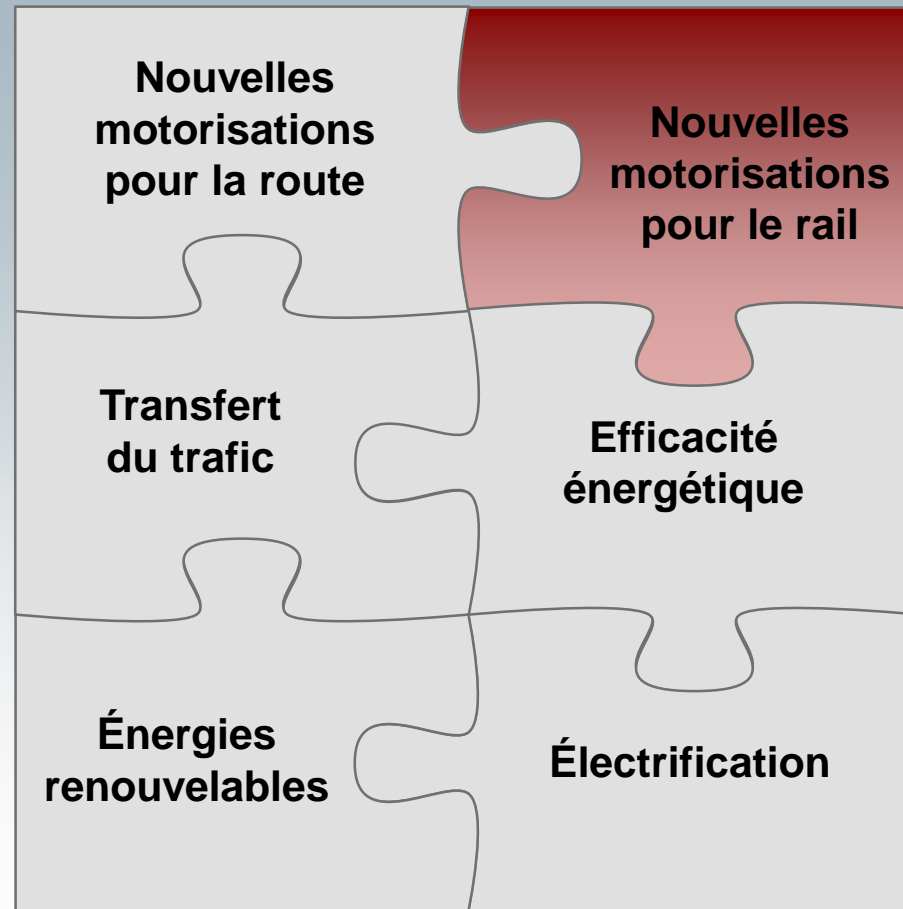 Nouvelles
motorisations
pour la route
Nouvelles
motorisations
pour le rail
Transfert
du trafic
Efficacité
énergétique
Énergies
renouvelables
Électrification